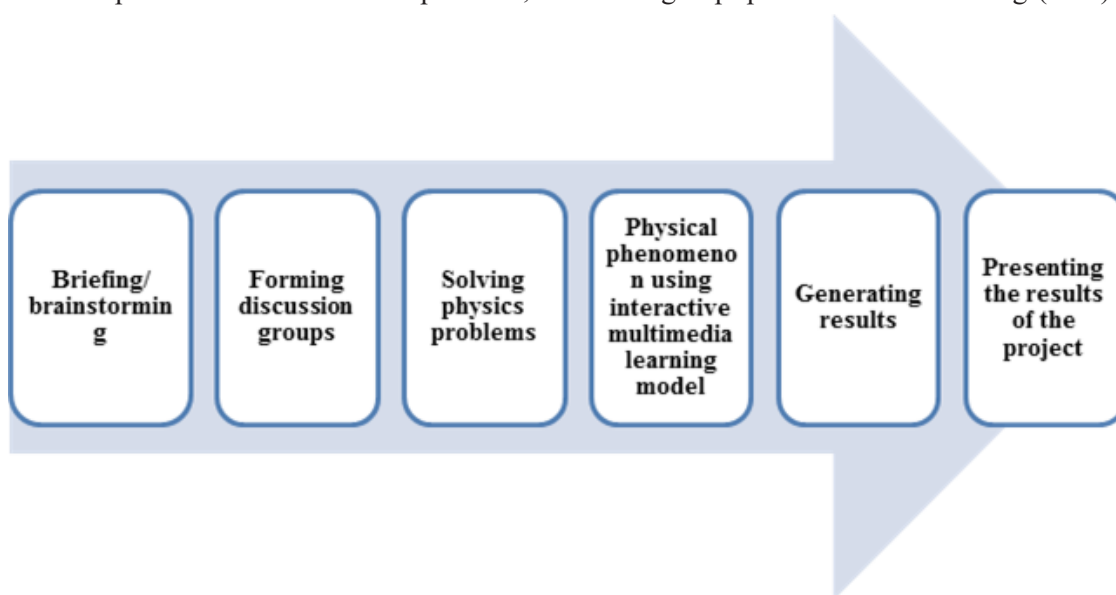 Briefing/
brainstormin
g
Forming
discussion
groups
Solving
physics
problems
Physical
phenomeno
n using
interactive
multimedia
learning
model
Generating
results
Presenting
the results
of the
project